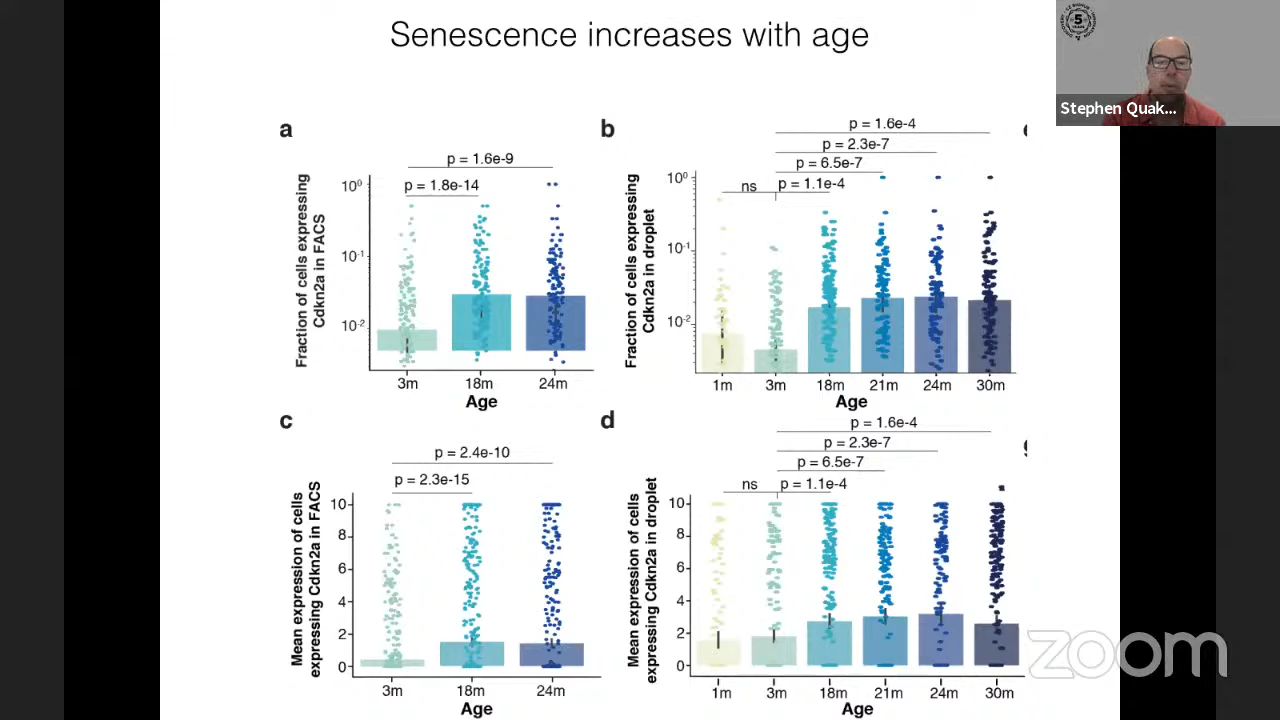 Senescence increases with age
5
YEARS
Stephen Quak...
a
p = 1.6e-9
p = 1.8e-14
Fraction of cells expressing
Cdkn2a in FACS
10⁰
10⁻¹
10⁻²
3m 18m 24m
Age
b
p = 1.6e-4
p = 2.3e-7
p = 6.5e-7
ns p = 1.1e-4
Fraction of cells expressing
Cdkn2a in droplet
10⁰
10⁻¹
10⁻²
1m 3m 18m 21m 24m 30m
Age
c
p = 2.4e-10
p = 2.3e-15
Mean expression of cells
expressing Cdkn2a in FACS
10
8
6
4
2
0
3m 18m 24m
Age
d
p = 1.6e-4
p = 2.3e-7
p = 6.5e-7
ns p = 1.1e-4
Mean expression of cells
expressing Cdkn2a in droplet
10
8
6
4
2
0
1m 3m 18m 21m 24m 30m
Age
zoom